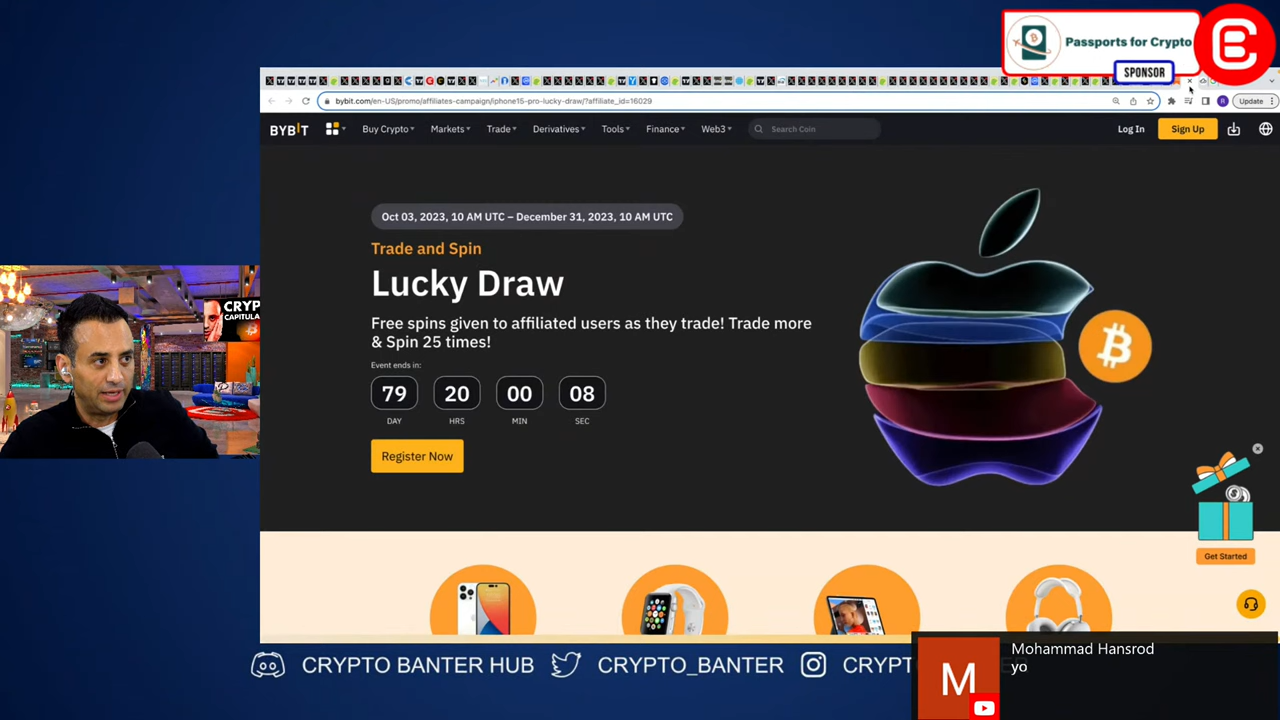 Passports for Crypto
SPONSOR
bybit.com/en-US/promo/affiliates-campaign/iphone15-pro-lucky-draw/?affiliate_id=16029
Update
BYBIT
Buy Crypto
Markets
Trade
Derivatives
Tools
Finance
Web3
Search Coin
Log In
Sign Up
Oct 03, 2023, 10 AM UTC – December 31, 2023, 10 AM UTC
Trade and Spin
Lucky Draw
Free spins given to affiliated users as they trade! Trade more
& Spin 25 times!
Event ends in:
79 20 00 08
DAY HRS MIN SEC
Register Now
CRYP
CAPITULA
Get Started
CRYPTO BANTER HUB
CRYPTO_BANTER
CRYPT
M
Mohammad Hansrod
yo